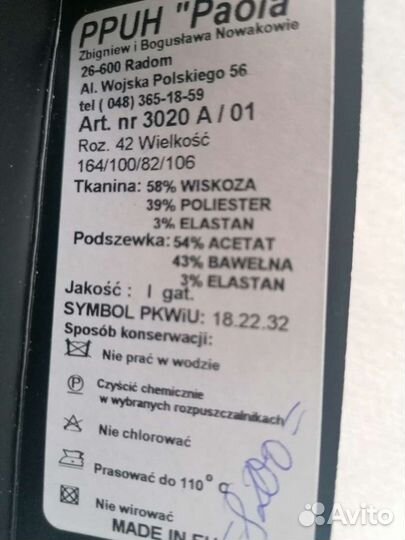 PPUH "Paola
Zbigniew i Bogusława Nowakowie
26-600 Radom
Al. Wojska Polskiego 56
tel ( 048) 365-18-59
Art. nr 3020 A / 01
Roz. 42 Wielkość
164/100/82/106
Tkanina: 58% WISKOZA
39% POLIESTER
3% ELASTAN
Podszewka: 54% ACETAT
43% BAWEŁNA
3% ELASTAN
Jakość : I gat.
SYMBOL PKWiU: 18.22.32
Sposób konserwacji:
Nie prać w wodzie
P
Czyścić chemicznie
w wybranych rozpuszczalnikach
Nie chlorować
Prasować do 110° c
Nie wirować
MADE IN
Avito